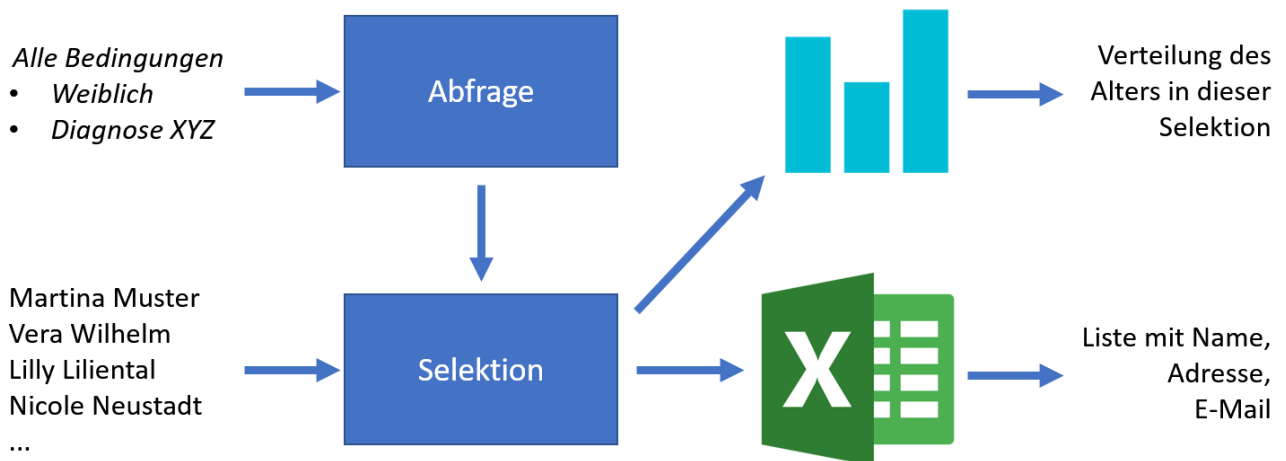 Alle Bedingungen
• Weiblich
• Diagnose XYZ
Abfrage
Verteilung des
Alters in dieser
Selektion
Martina Muster
Vera Wilhelm
Lilly Liliental
Nicole Neustadt
...
Selektion
X
Liste mit Name,
Adresse,
E-Mail